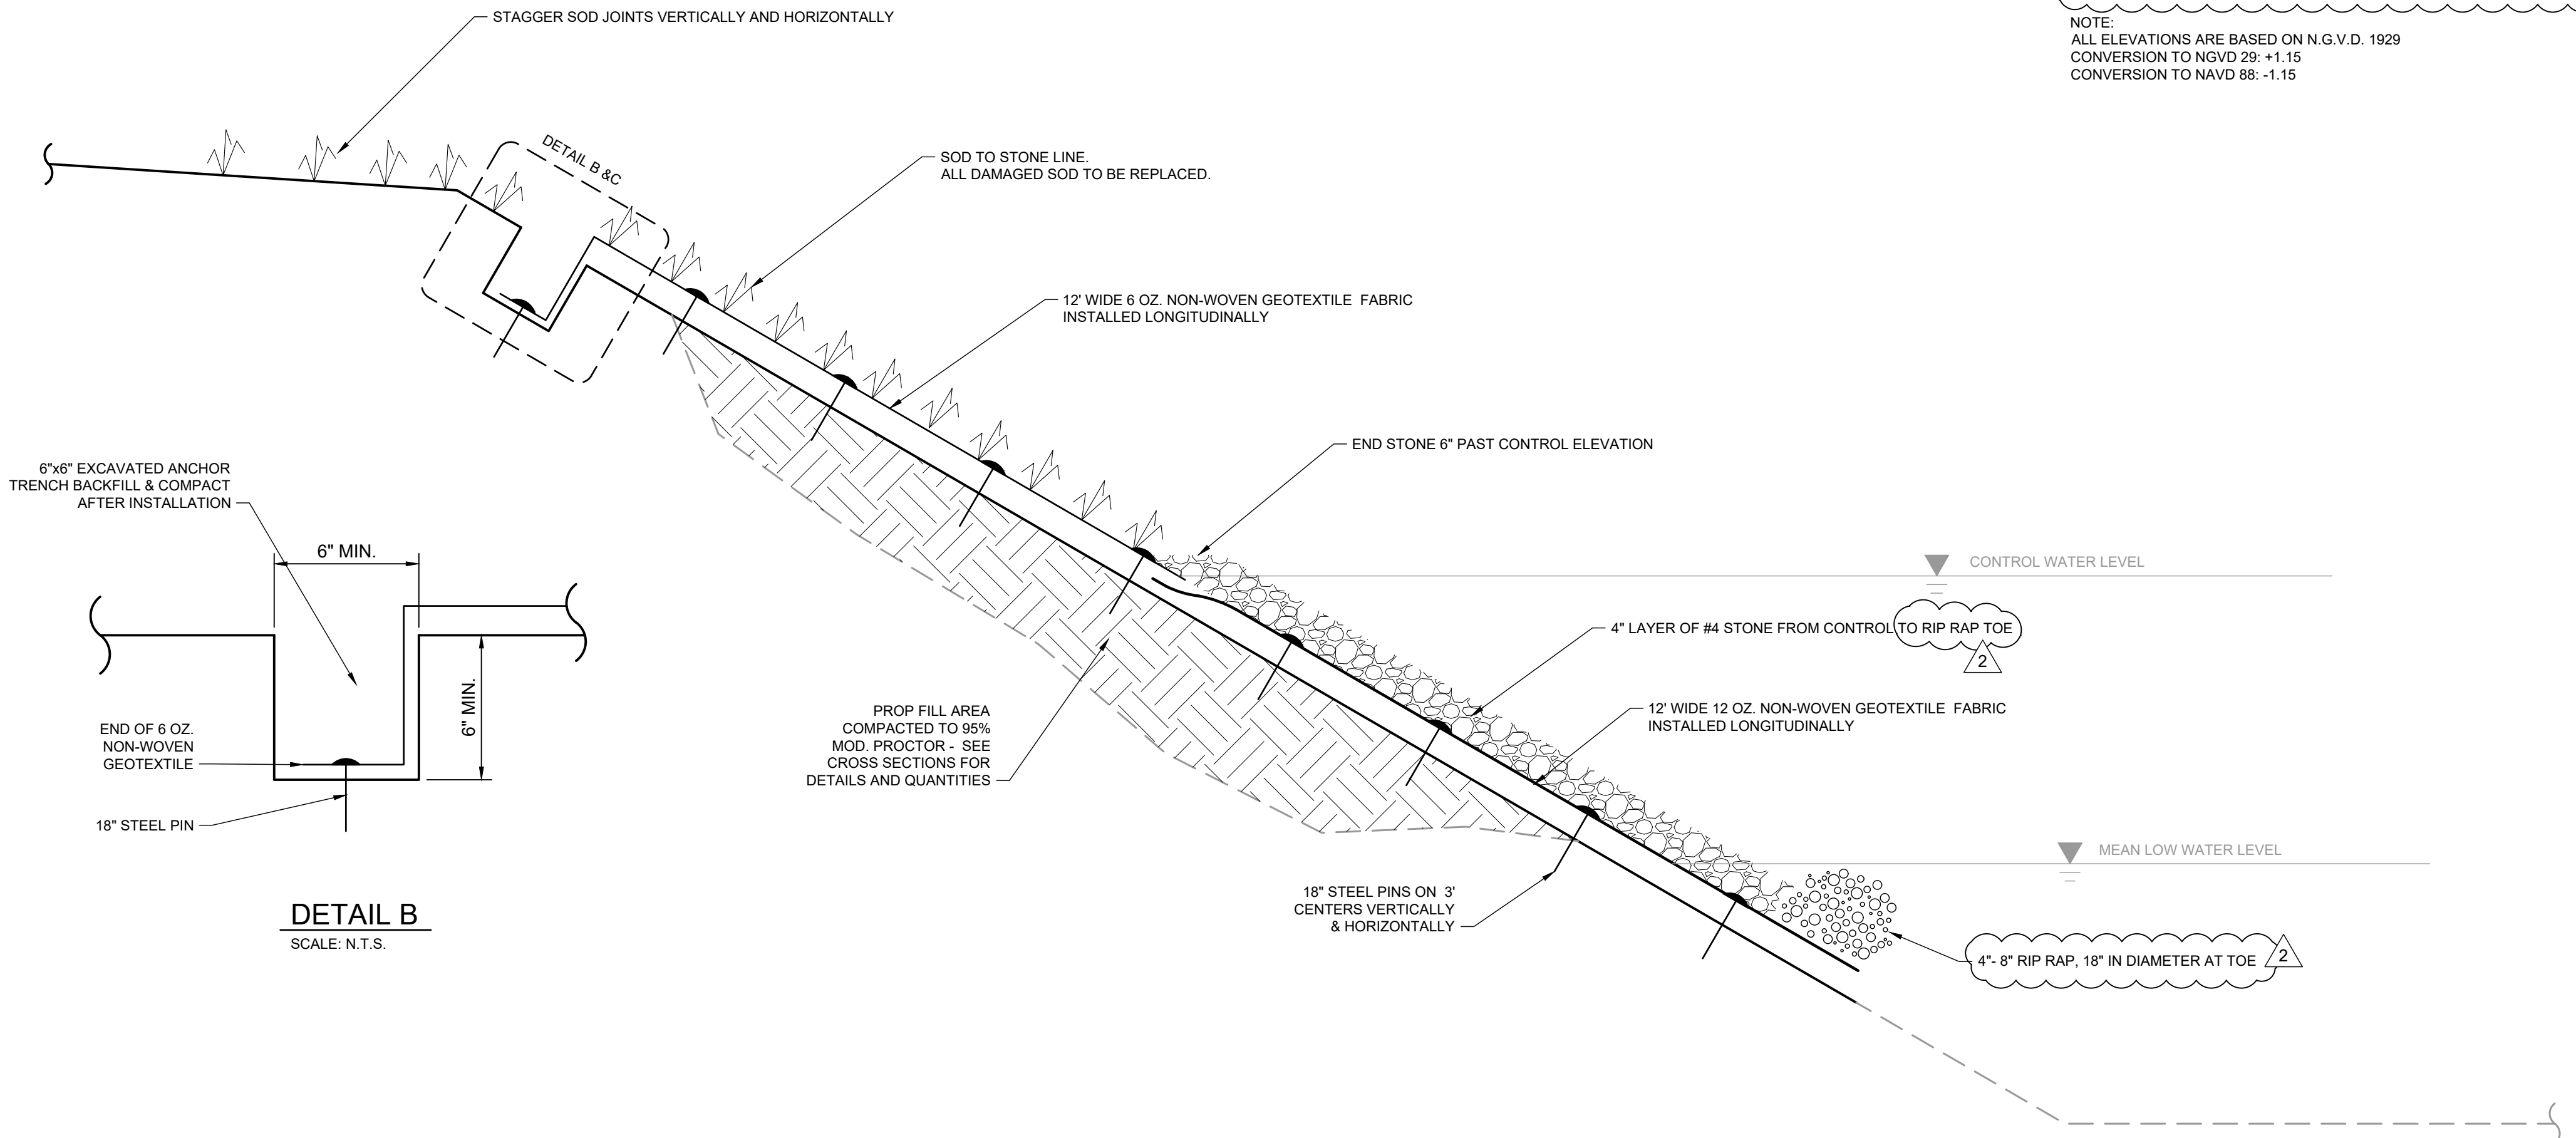 STAGGER SOD JOINTS VERTICALLY AND HORIZONTALLY
NOTE:
ALL ELEVATIONS ARE BASED ON N.G.V.D. 1929
CONVERSION TO NGVD 29: +1.15
CONVERSION TO NAVD 88: -1.15
DETAIL B &C
SOD TO STONE LINE.
ALL DAMAGED SOD TO BE REPLACED.
12' WIDE 6 OZ. NON-WOVEN GEOTEXTILE FABRIC
INSTALLED LONGITUDINALLY
END STONE 6" PAST CONTROL ELEVATION
CONTROL WATER LEVEL
4" LAYER OF #4 STONE FROM CONTROL TO RIP RAP TOE
2
12' WIDE 12 OZ. NON-WOVEN GEOTEXTILE FABRIC
INSTALLED LONGITUDINALLY
PROP FILL AREA
COMPACTED TO 95%
MOD. PROCTOR - SEE
CROSS SECTIONS FOR
DETAILS AND QUANTITIES
MEAN LOW WATER LEVEL
18" STEEL PINS ON 3'
CENTERS VERTICALLY
& HORIZONTALLY
4"- 8" RIP RAP, 18" IN DIAMETER AT TOE
2
6"x6" EXCAVATED ANCHOR
TRENCH BACKFILL & COMPACT
AFTER INSTALLATION
6" MIN.
6" MIN.
END OF 6 OZ.
NON-WOVEN
GEOTEXTILE
18" STEEL PIN
DETAIL B
SCALE: N.T.S.